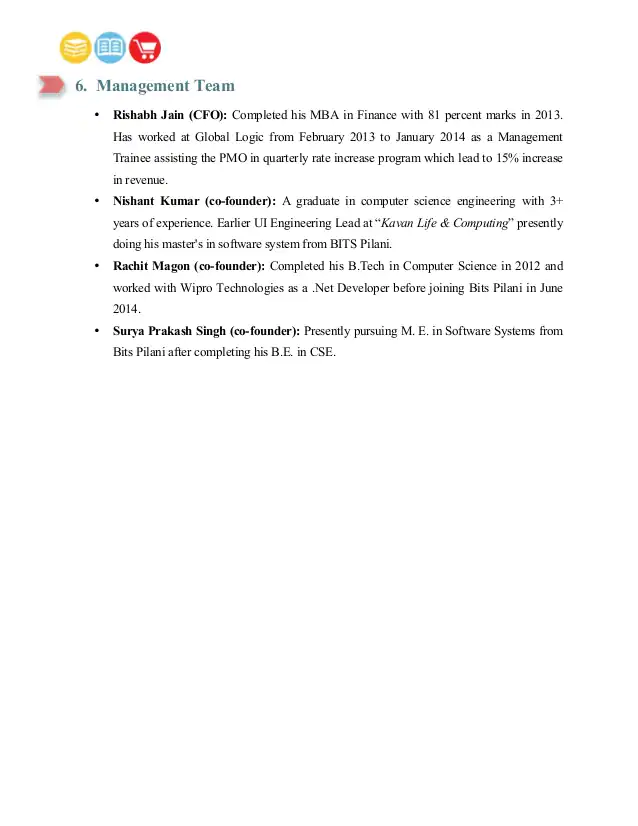 6. Management Team
• Rishabh Jain (CFO): Completed his MBA in Finance with 81 percent marks in 2013.
Has worked at Global Logic from February 2013 to January 2014 as a Management
Trainee assisting the PMO in quarterly rate increase program which lead to 15% increase
in revenue.
• Nishant Kumar (co-founder): A graduate in computer science engineering with 3+
years of experience. Earlier UI Engineering Lead at “Kavan Life & Computing” presently
doing his master's in software system from BITS Pilani.
• Rachit Magon (co-founder): Completed his B.Tech in Computer Science in 2012 and
worked with Wipro Technologies as a .Net Developer before joining Bits Pilani in June
2014.
• Surya Prakash Singh (co-founder): Presently pursuing M. E. in Software Systems from
Bits Pilani after completing his B.E. in CSE.